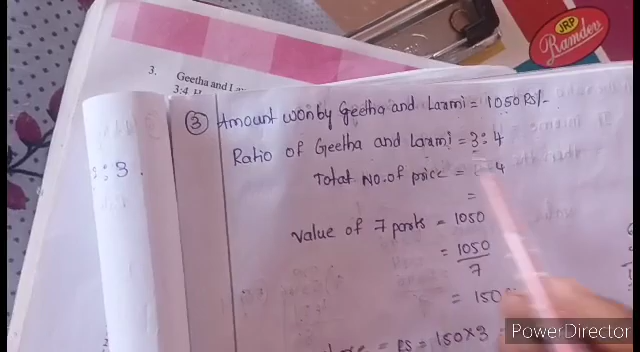 JRP
Ramdev
3. Geetha and La
3:4
: 3.
③ Amount won by Geetha and Laxmi = 1050 Rs/-
Ratio of Geetha and Laxmi = 3:4
Total No. of price = 4
=
Value of 7 parts = 1050
= 1050
7
= 150
= RS = 150×3 =
PowerDirector